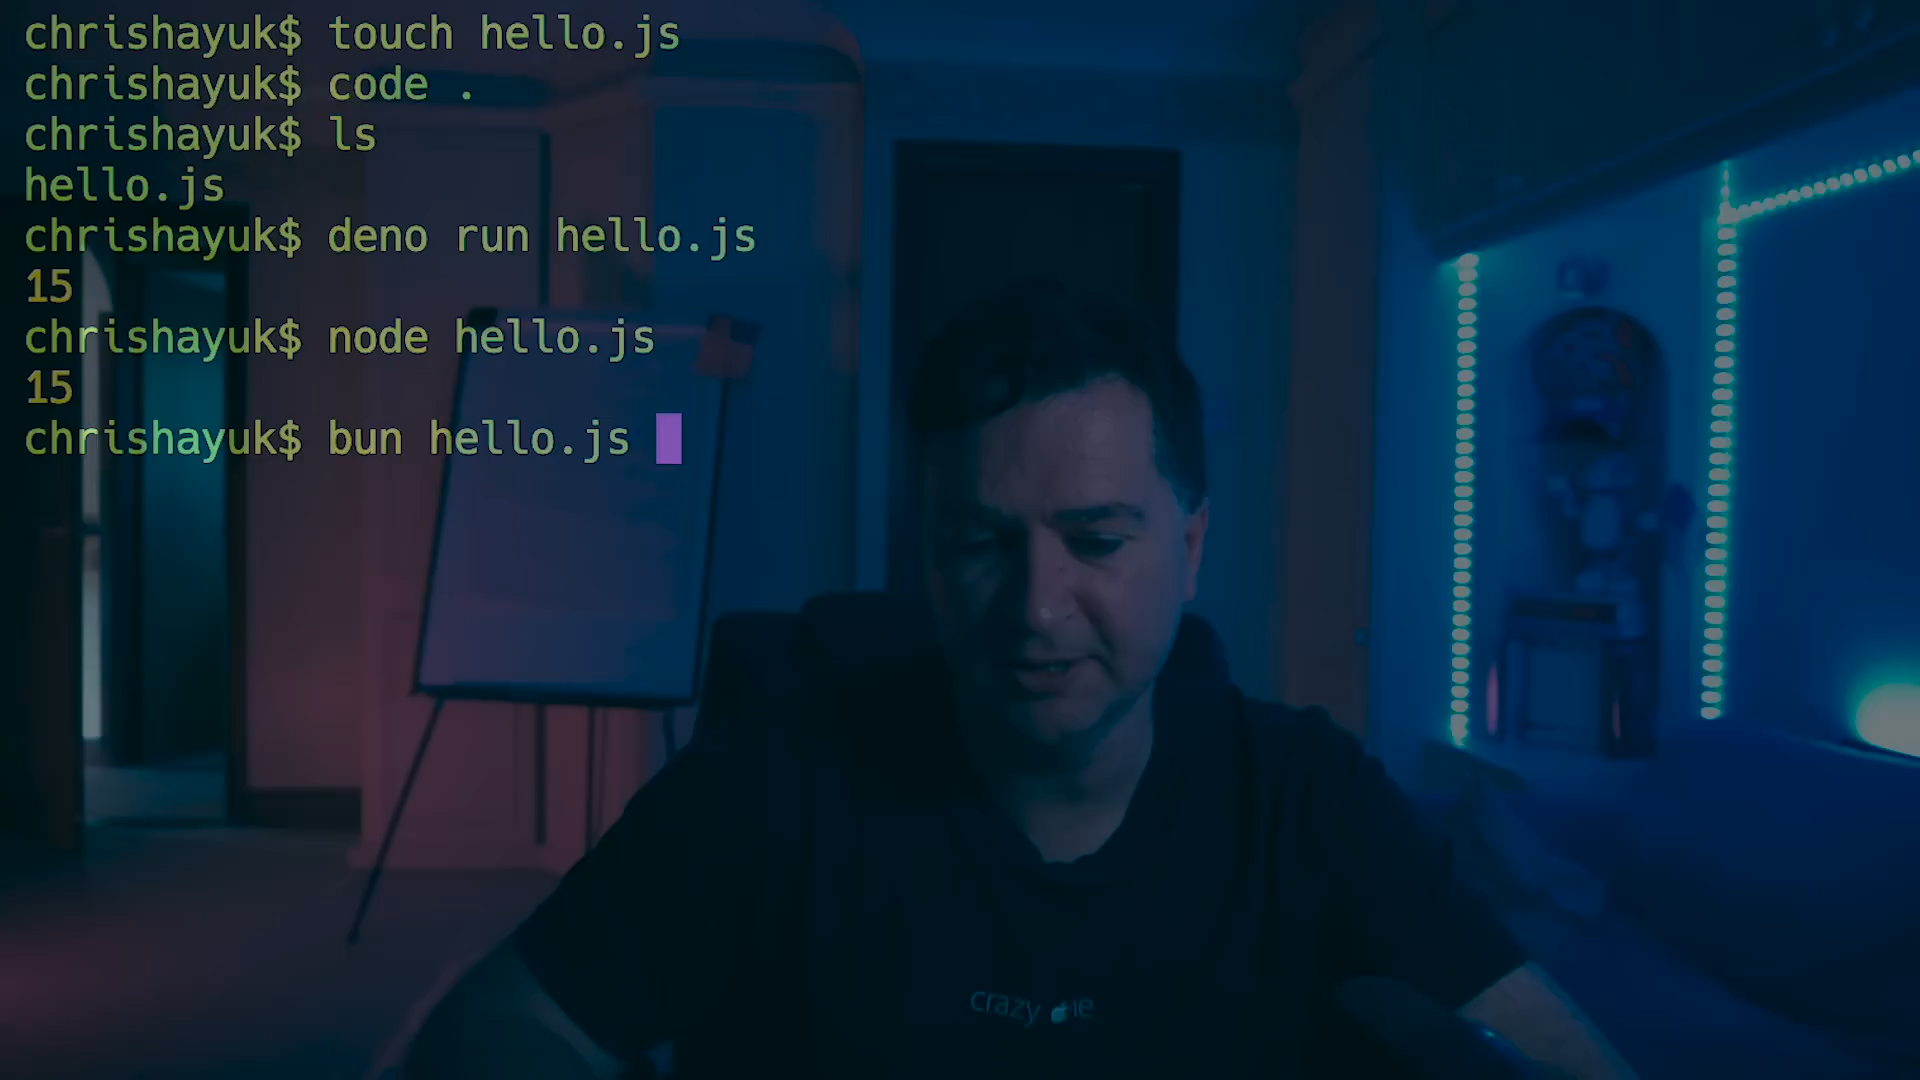 chrishayuk$ touch hello.js
chrishayuk$ code .
chrishayuk$ ls
hello.js
chrishayuk$ deno run hello.js
15
chrishayuk$ node hello.js
15
chrishayuk$ bun hello.js
crazy